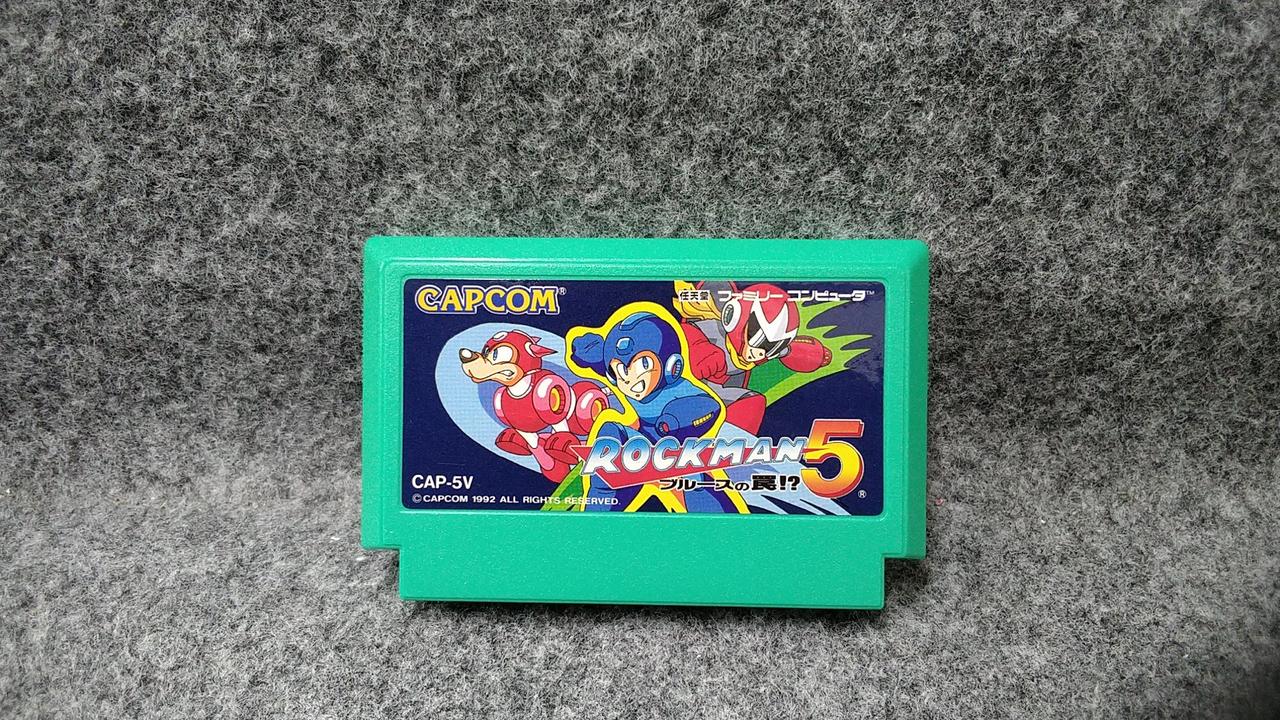 CAPCOM®
任天堂 ファミリーコンピュータ™
ROCKMAN 5
ブルースの罠!?
®
CAP-5V
©CAPCOM 1992 ALL RIGHTS RESERVED.